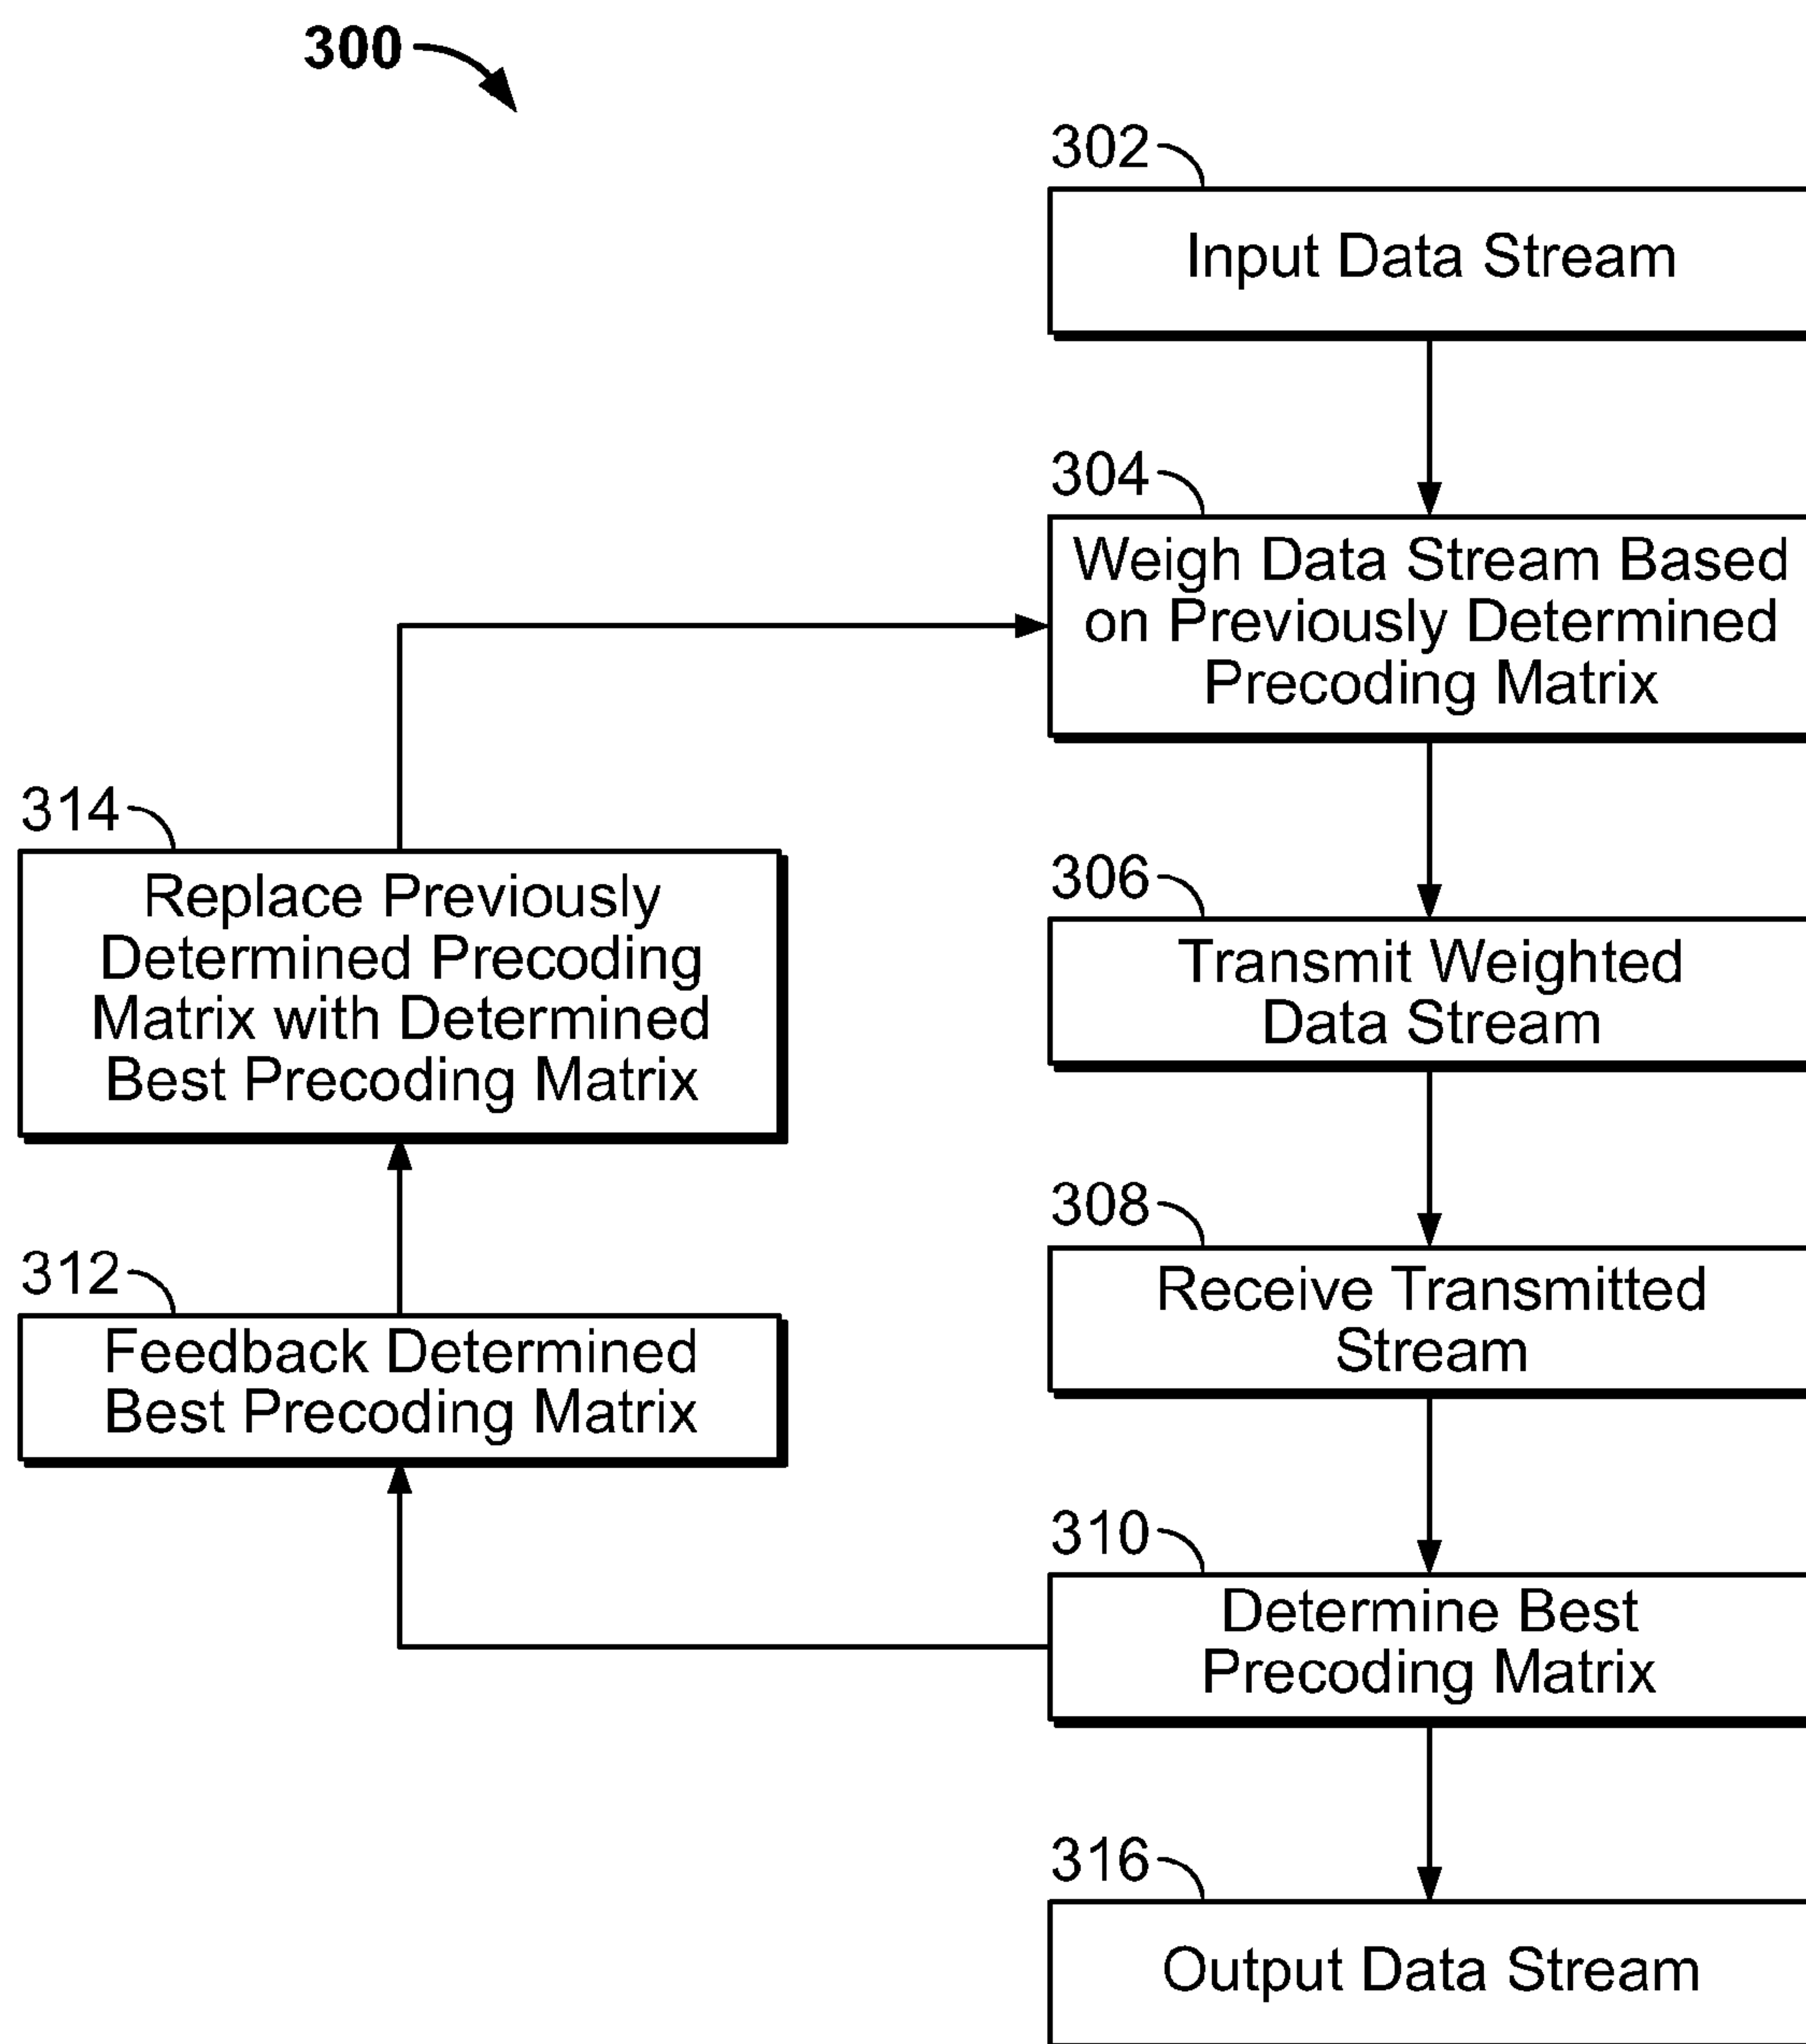 300
302
Input Data Stream
304
Weigh Data Stream Based
on Previously Determined
Precoding Matrix
314
Replace Previously
Determined Precoding
Matrix with Determined
Best Precoding Matrix
306
Transmit Weighted
Data Stream
308
Receive Transmitted
Stream
312
Feedback Determined
Best Precoding Matrix
310
Determine Best
Precoding Matrix
316
Output Data Stream